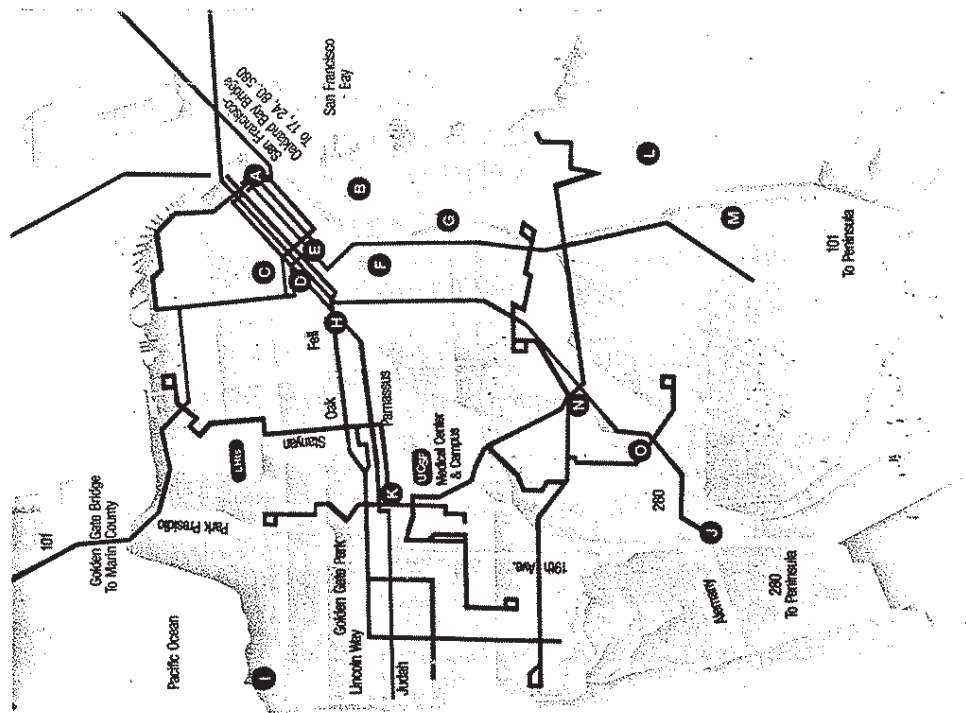 San Francisco-
Oakland Bay Bridge
To 17, 24, 80, 580
San Francisco
Bay
A
B
C
D
E
F
G
H
L
M
101
To Peninsula
Fell
Oak
Parnassus
Stanyan
UCSF
Medical Center
& Campus
K
N
O
J
I
280
101
Golden Gate Bridge
To Marin County
Park Presidio
Golden Gate Park
Lincoln Way
Judah
19th Ave.
Pacific Ocean
Alemany
280
To Peninsula